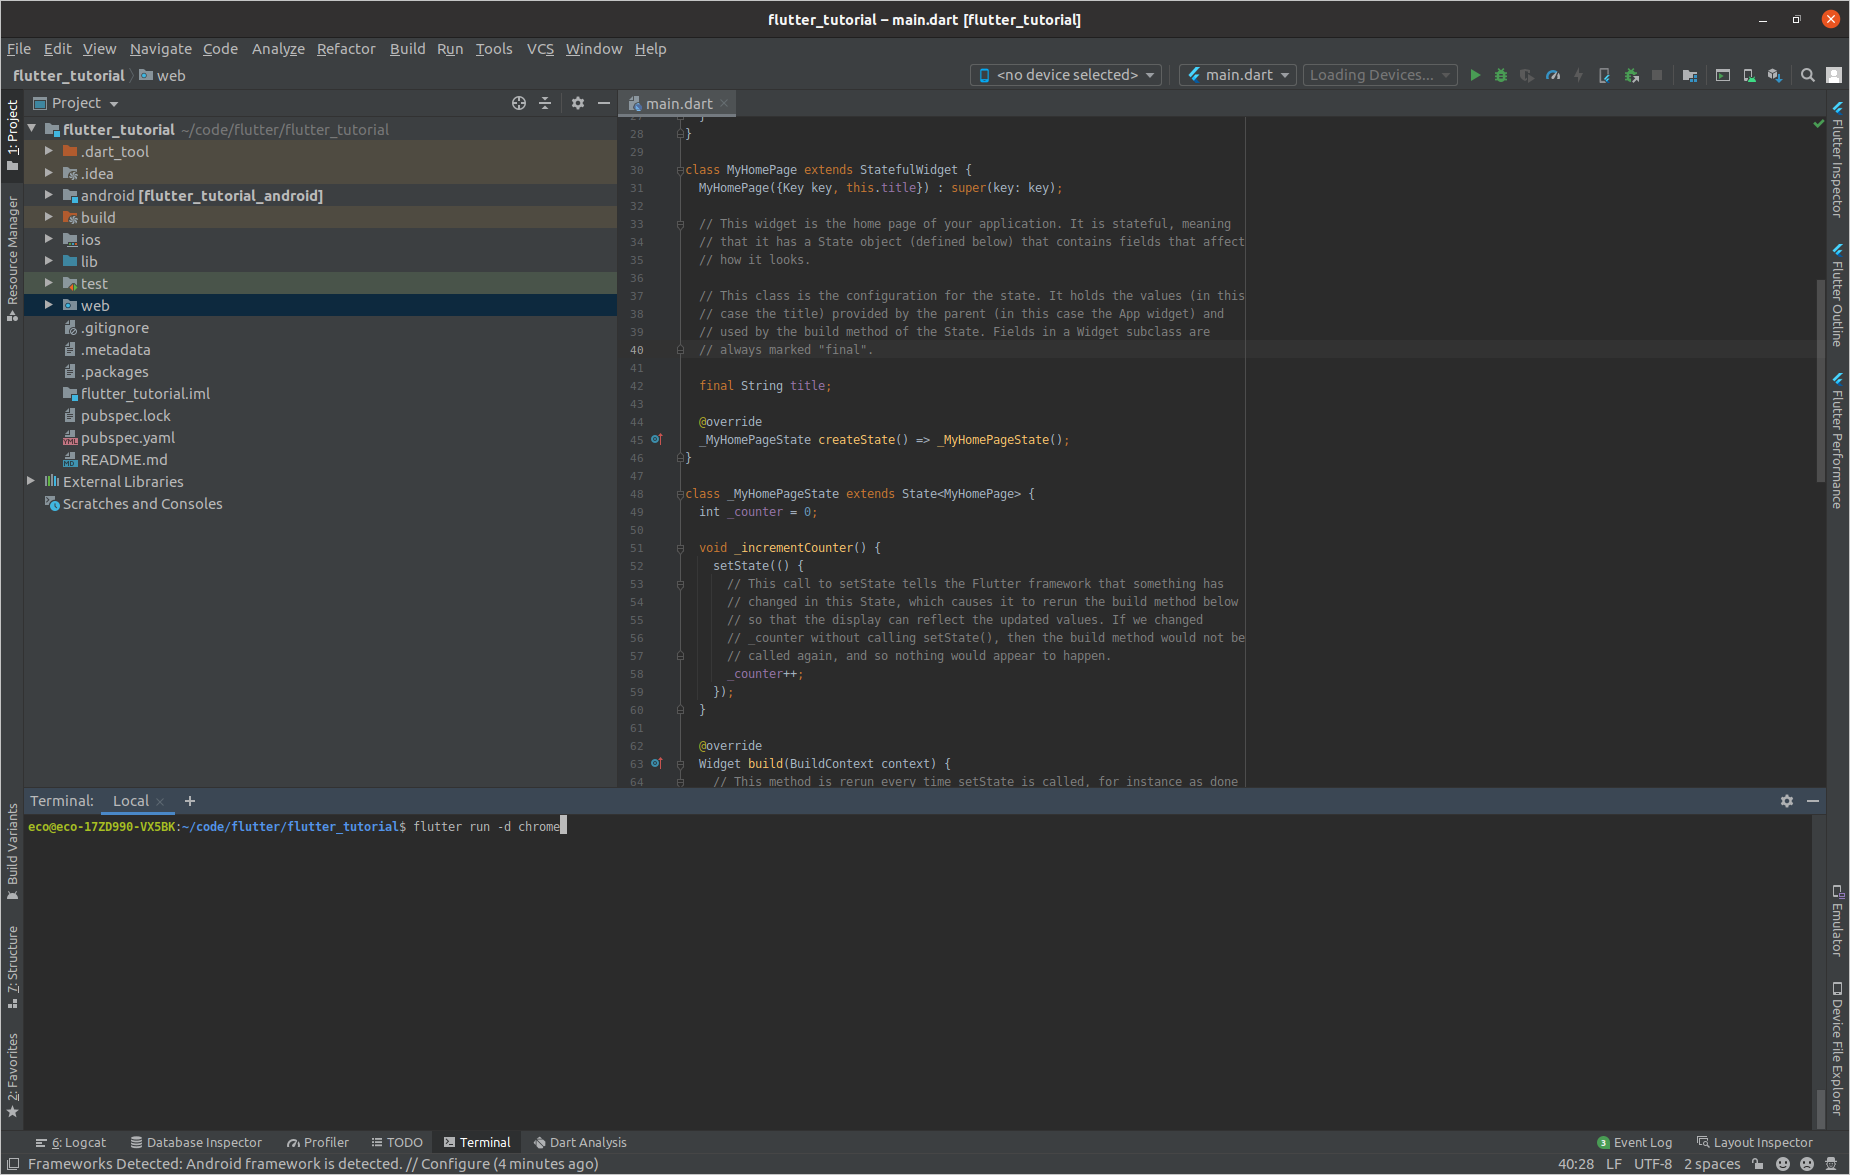 flutter_tutorial – main.dart [flutter_tutorial]
File Edit View Navigate Code Analyze Refactor Build Run Tools VCS Window Help
flutter_tutorial web
<no device selected> main.dart Loading Devices...
1: Project
Resource Manager
Build Variants
7: Structure
2: Favorites
Project
flutter_tutorial ~/code/flutter/flutter_tutorial
.dart_tool
.idea
android [flutter_tutorial_android]
build
ios
lib
test
web
.gitignore
.metadata
.packages
flutter_tutorial.iml
pubspec.lock
pubspec.yaml
README.md
External Libraries
Scratches and Consoles
main.dart
27 }
28 }
29
30 class MyHomePage extends StatefulWidget {
31 MyHomePage({Key key, this.title}) : super(key: key);
32
33 // This widget is the home page of your application. It is stateful, meaning
34 // that it has a State object (defined below) that contains fields that affect
35 // how it looks.
36
37 // This class is the configuration for the state. It holds the values (in this
38 // case the title) provided by the parent (in this case the App widget) and
39 // used by the build method of the State. Fields in a Widget subclass are
40 // always marked "final".
41
42 final String title;
43
44 @override
45 _MyHomePageState createState() => _MyHomePageState();
46 }
47
48 class _MyHomePageState extends State<MyHomePage> {
49 int _counter = 0;
50
51 void _incrementCounter() {
52 setState(() {
53 // This call to setState tells the Flutter framework that something has
54 // changed in this State, which causes it to rerun the build method below
55 // so that the display can reflect the updated values. If we changed
56 // _counter without calling setState(), then the build method would not be
57 // called again, and so nothing would appear to happen.
58 _counter++;
59 });
60 }
61
62 @override
63 Widget build(BuildContext context) {
64 // This method is rerun every time setState is called, for instance as done
Flutter Inspector
Flutter Outline
Flutter Performance
Emulator
Device File Explorer
Terminal: Local +
eco@eco-17ZD990-VX5BK:~/code/flutter/flutter_tutorial$ flutter run -d chrome
6: Logcat Database Inspector Profiler TODO Terminal Dart Analysis 3 Event Log Layout Inspector
Frameworks Detected: Android framework is detected. // Configure (4 minutes ago) 40:28 LF UTF-8 2 spaces